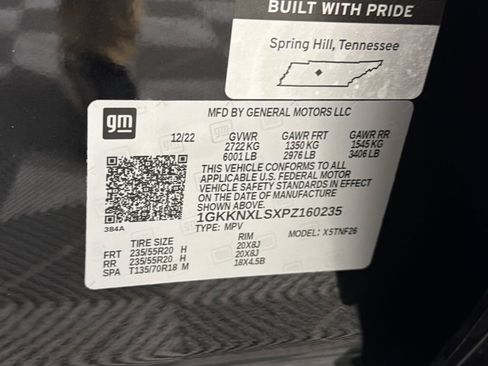 BUILT WITH PRIDE
Spring Hill, Tennessee
gm
MFD BY GENERAL MOTORS LLC
12/22 GVWR GAWR FRT GAWR RR
2722 KG 1350 KG 1545 KG
6001 LB 2976 LB 3406 LB
THIS VEHICLE CONFORMS TO ALL
APPLICABLE U.S. FEDERAL MOTOR
VEHICLE SAFETY STANDARDS IN EFFECT
ON THE DATE OF MANUFACTURE
SHOWN ABOVE.
1GKKNXLSXPZ160235
384A TYPE: MPV MODEL: X5TNF26
TIRE SIZE RIM
FRT 235/55R20 H 20X8J
RR 235/55R20 H 20X8J
SPA T135/70R18 M 18X4.5B